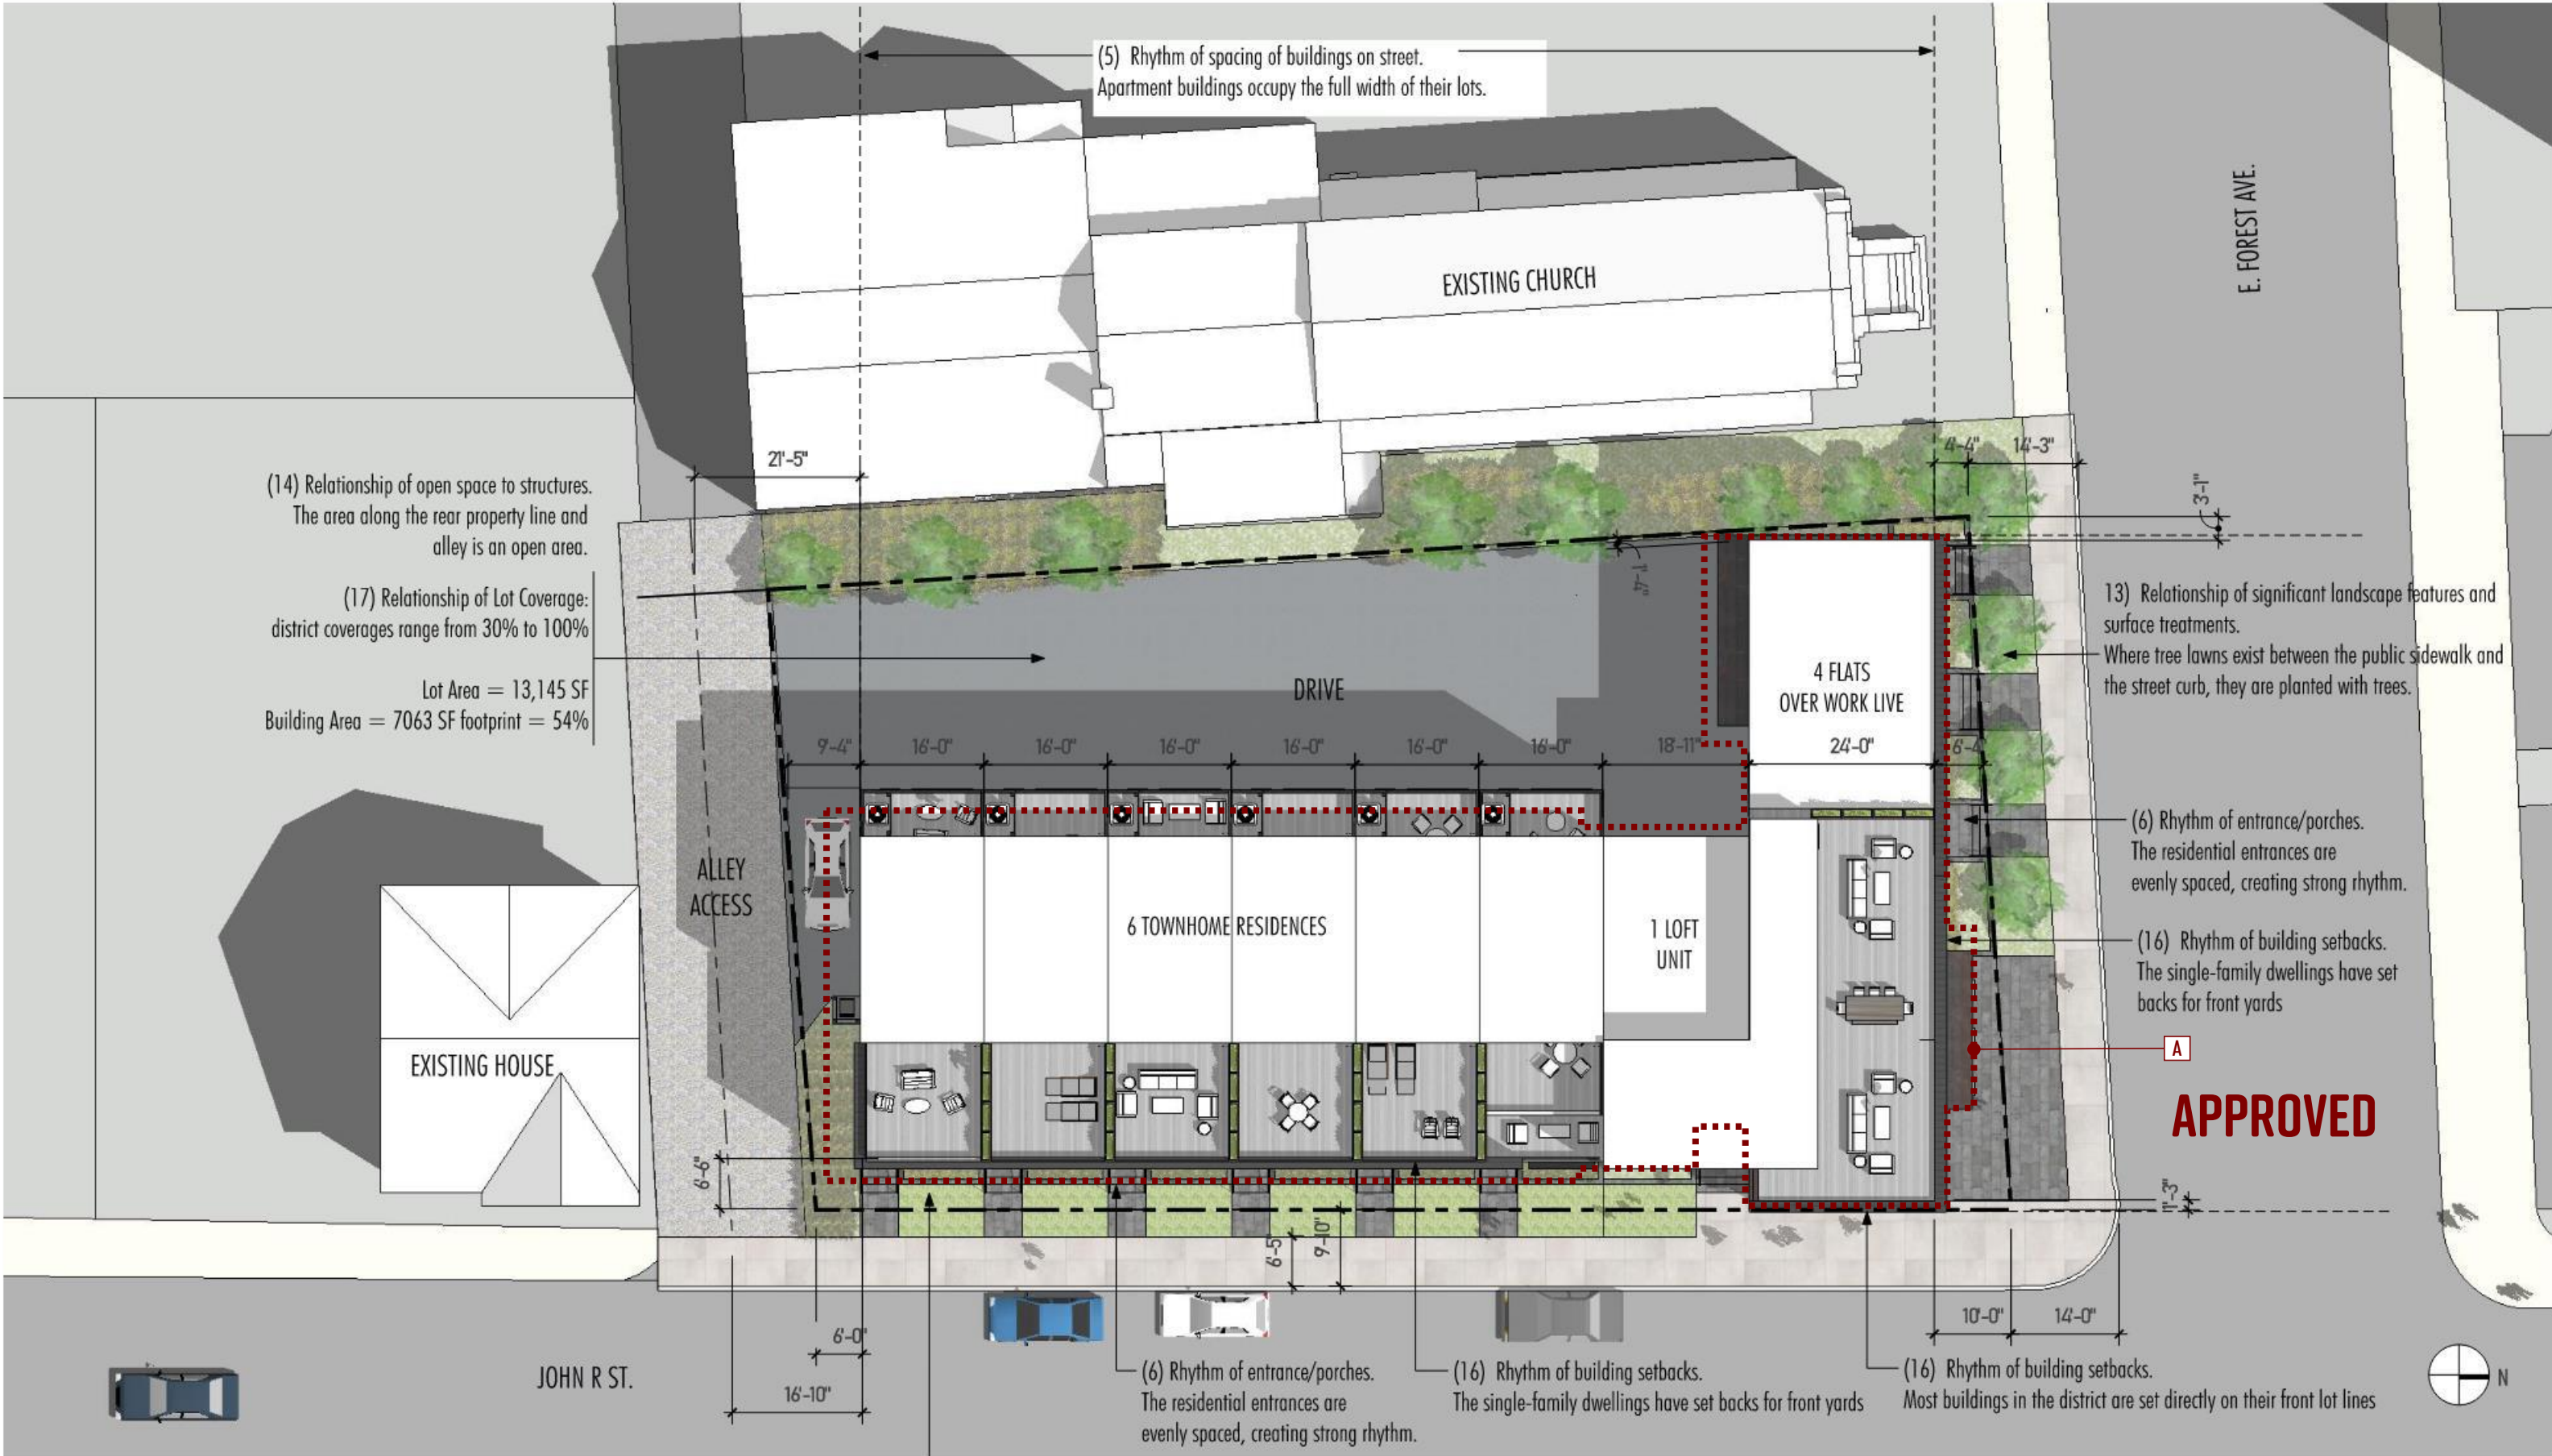 (5) Rhythm of spacing of buildings on street.
Apartment buildings occupy the full width of their lots.
E. FOREST AVE.
EXISTING CHURCH
21'-5"
4'-4"
14'-3"
3'-1"
(14) Relationship of open space to structures.
The area along the rear property line and
alley is an open area.
1'-4"
(17) Relationship of Lot Coverage:
district coverages range from 30% to 100%
Lot Area = 13,145 SF
Building Area = 7063 SF footprint = 54%
13) Relationship of significant landscape features and
surface treatments.
Where tree lawns exist between the public sidewalk and
the street curb, they are planted with trees.
DRIVE
4 FLATS
OVER WORK LIVE
9'-4"
16'-0"
16'-0"
16'-0"
16'-0"
16'-0"
16'-0"
18'-11"
24'-0"
6'-4"
(6) Rhythm of entrance/porches.
The residential entrances are
evenly spaced, creating strong rhythm.
ALLEY
ACCESS
6 TOWNHOME RESIDENCES
1 LOFT
UNIT
(16) Rhythm of building setbacks.
The single-family dwellings have set
backs for front yards
A
APPROVED
EXISTING HOUSE
6'-6"
1'-3"
6'-5"
9'-10"
10'-0"
14'-0"
6'-0"
16'-10"
JOHN R ST.
(6) Rhythm of entrance/porches.
The residential entrances are
evenly spaced, creating strong rhythm.
(16) Rhythm of building setbacks.
The single-family dwellings have set backs for front yards
(16) Rhythm of building setbacks.
Most buildings in the district are set directly on their front lot lines
N